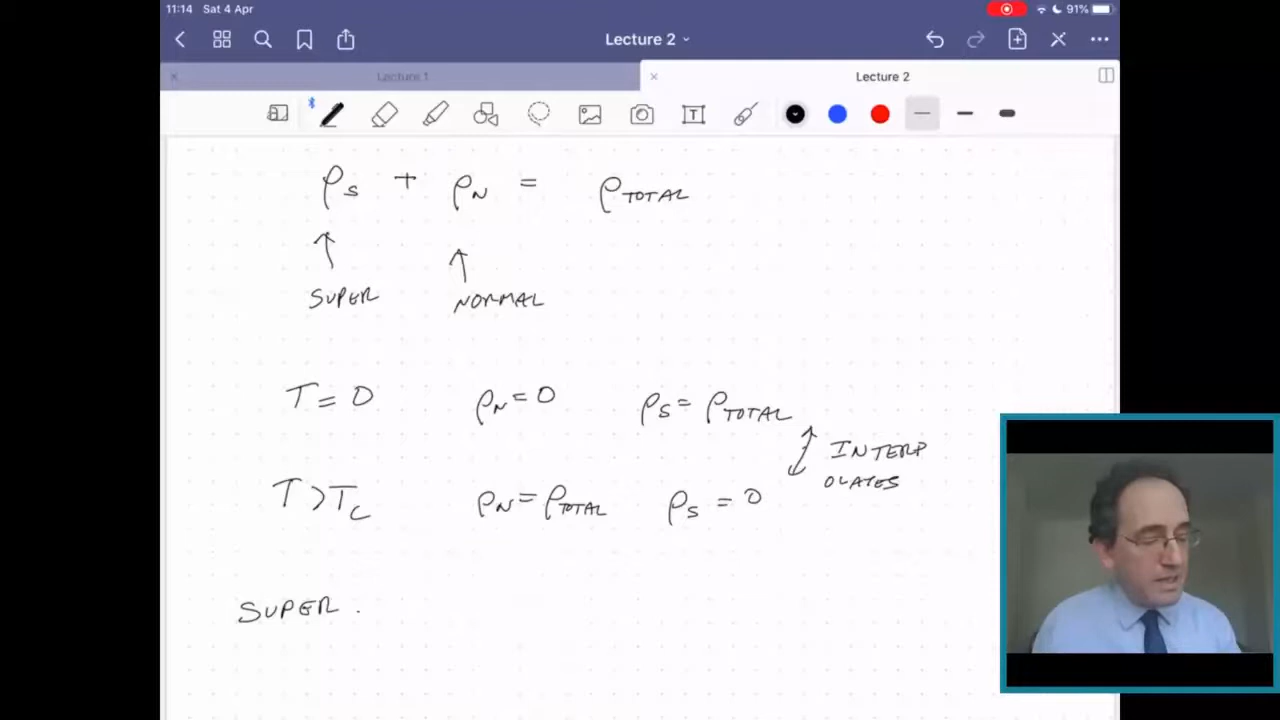 11:14 Sat 4 Apr 91%
Lecture 2
Lecture 1 Lecture 2
T
ρS + ρN = ρTOTAL
SUPER NORMAL
T = 0 ρN = 0 ρS = ρTOTAL
INTERP
OLATES
T > TC ρN = ρTOTAL ρS = 0
SUPER .